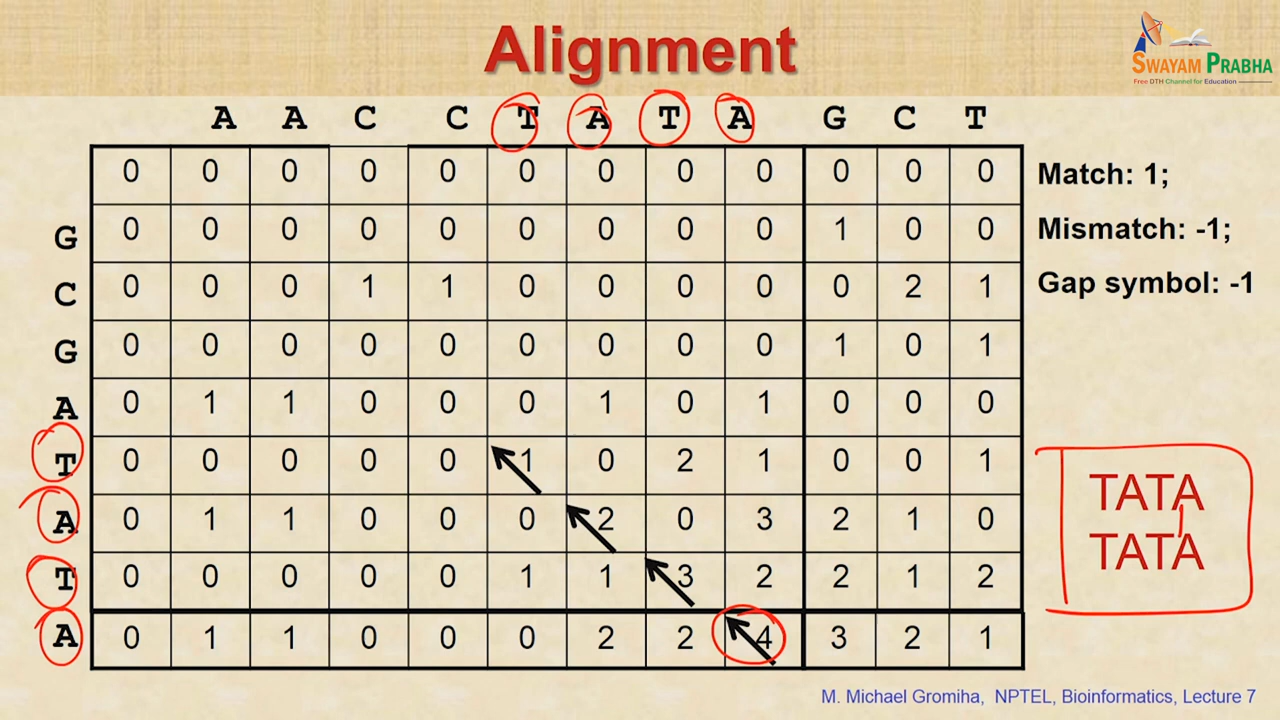 Alignment
SWAYAM PRABHA
Free DTH Channel for Education
A A C C T A T A G C T
0 0 0 0 0 0 0 0 0 0 0 0
G 0 0 0 0 0 0 0 0 0 1 0 0
C 0 0 0 1 1 0 0 0 0 0 2 1
G 0 0 0 0 0 0 0 0 0 1 0 1
A 0 1 1 0 0 0 1 0 1 0 0 0
T 0 0 0 0 0 1 0 2 1 0 0 1
A 0 1 1 0 0 0 2 0 3 2 1 0
T 0 0 0 0 0 1 1 3 2 2 1 2
A 0 1 1 0 0 0 2 2 4 3 2 1
Match: 1;
Mismatch: -1;
Gap symbol: -1
TATA
TATA
M. Michael Gromiha, NPTEL, Bioinformatics, Lecture 7